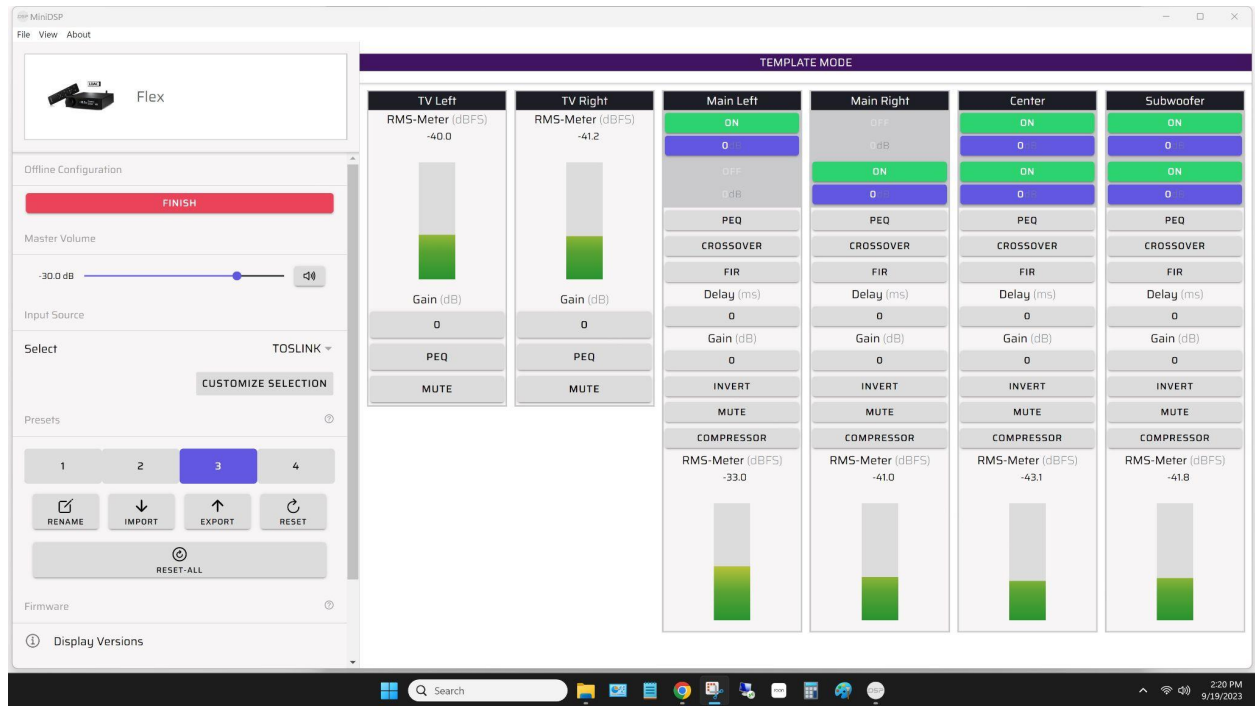 MiniDSP
File View About
Flex
Offline Configuration
FINISH
Master Volume
-30.0 dB
Input Source
Select TOSLINK
CUSTOMIZE SELECTION
Presets
1 2 3 4
RENAME IMPORT EXPORT RESET
RESET-ALL
Firmware
Display Versions
TEMPLATE MODE
TV Left
RMS-Meter (dBFS)
-40.0
Gain (dB)
0
PEQ
MUTE
TV Right
RMS-Meter (dBFS)
-41.2
Gain (dB)
0
PEQ
MUTE
Main Left
ON
0 dB
OFF
0 dB
PEQ
CROSSOVER
FIR
Delay (ms)
0
Gain (dB)
0
INVERT
MUTE
COMPRESSOR
RMS-Meter (dBFS)
-33.0
Main Right
OFF
0 dB
ON
0 dB
PEQ
CROSSOVER
FIR
Delay (ms)
0
Gain (dB)
0
INVERT
MUTE
COMPRESSOR
RMS-Meter (dBFS)
-41.0
Center
ON
0 dB
ON
0 dB
PEQ
CROSSOVER
FIR
Delay (ms)
0
Gain (dB)
0
INVERT
MUTE
COMPRESSOR
RMS-Meter (dBFS)
-43.1
Subwoofer
ON
0 dB
ON
0 dB
PEQ
CROSSOVER
FIR
Delay (ms)
0
Gain (dB)
0
INVERT
MUTE
COMPRESSOR
RMS-Meter (dBFS)
-41.8
Search
roon
DSP
2:20 PM
9/19/2023